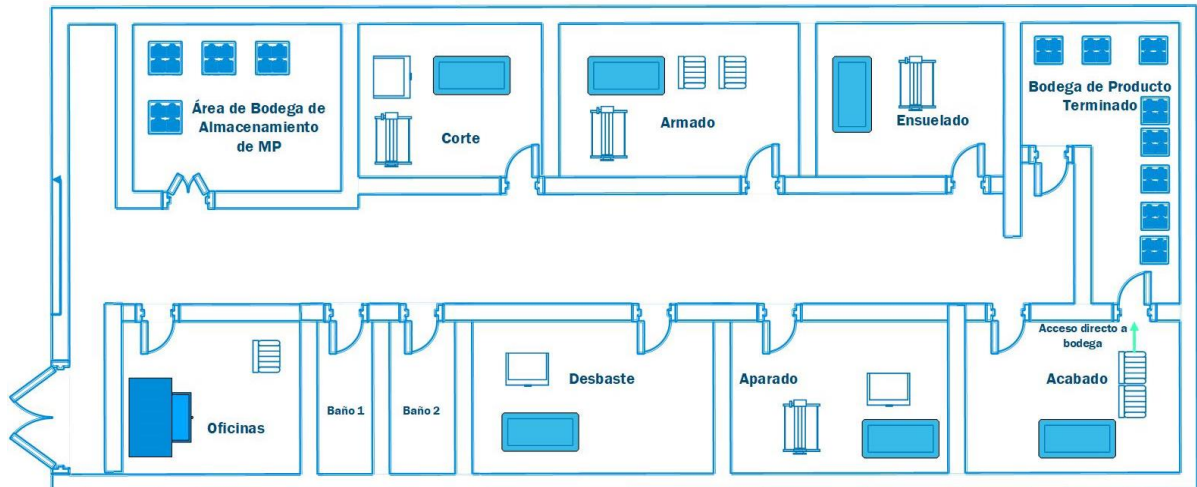 Área de Bodega de
Almacenamiento
de MP
Corte
Armado
Ensuelado
Bodega de Producto
Terminado
Oficinas
Baño 1
Baño 2
Desbaste
Aparado
Acceso directo a
bodega
Acabado